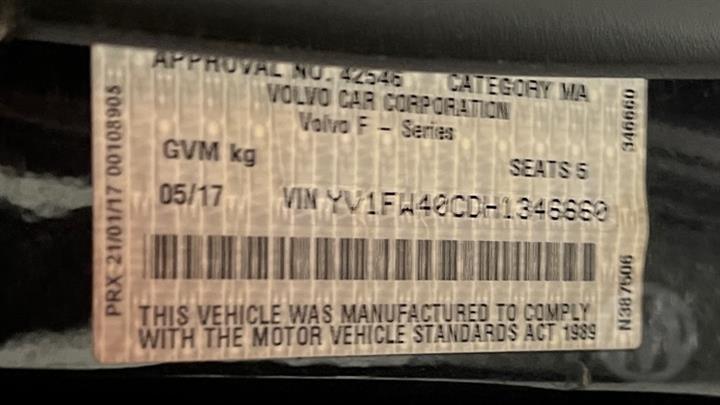 APPROVAL NO. 42546 CATEGORY MA
VOLVO CAR CORPORATION
Volvo F - Series
GVM kg SEATS 5
05/17 VIN YV1FW40CDH1346660
THIS VEHICLE WAS MANUFACTURED TO COMPLY
WITH THE MOTOR VEHICLE STANDARDS ACT 1989
PRX 21/01/17 00108905
346660
N387506